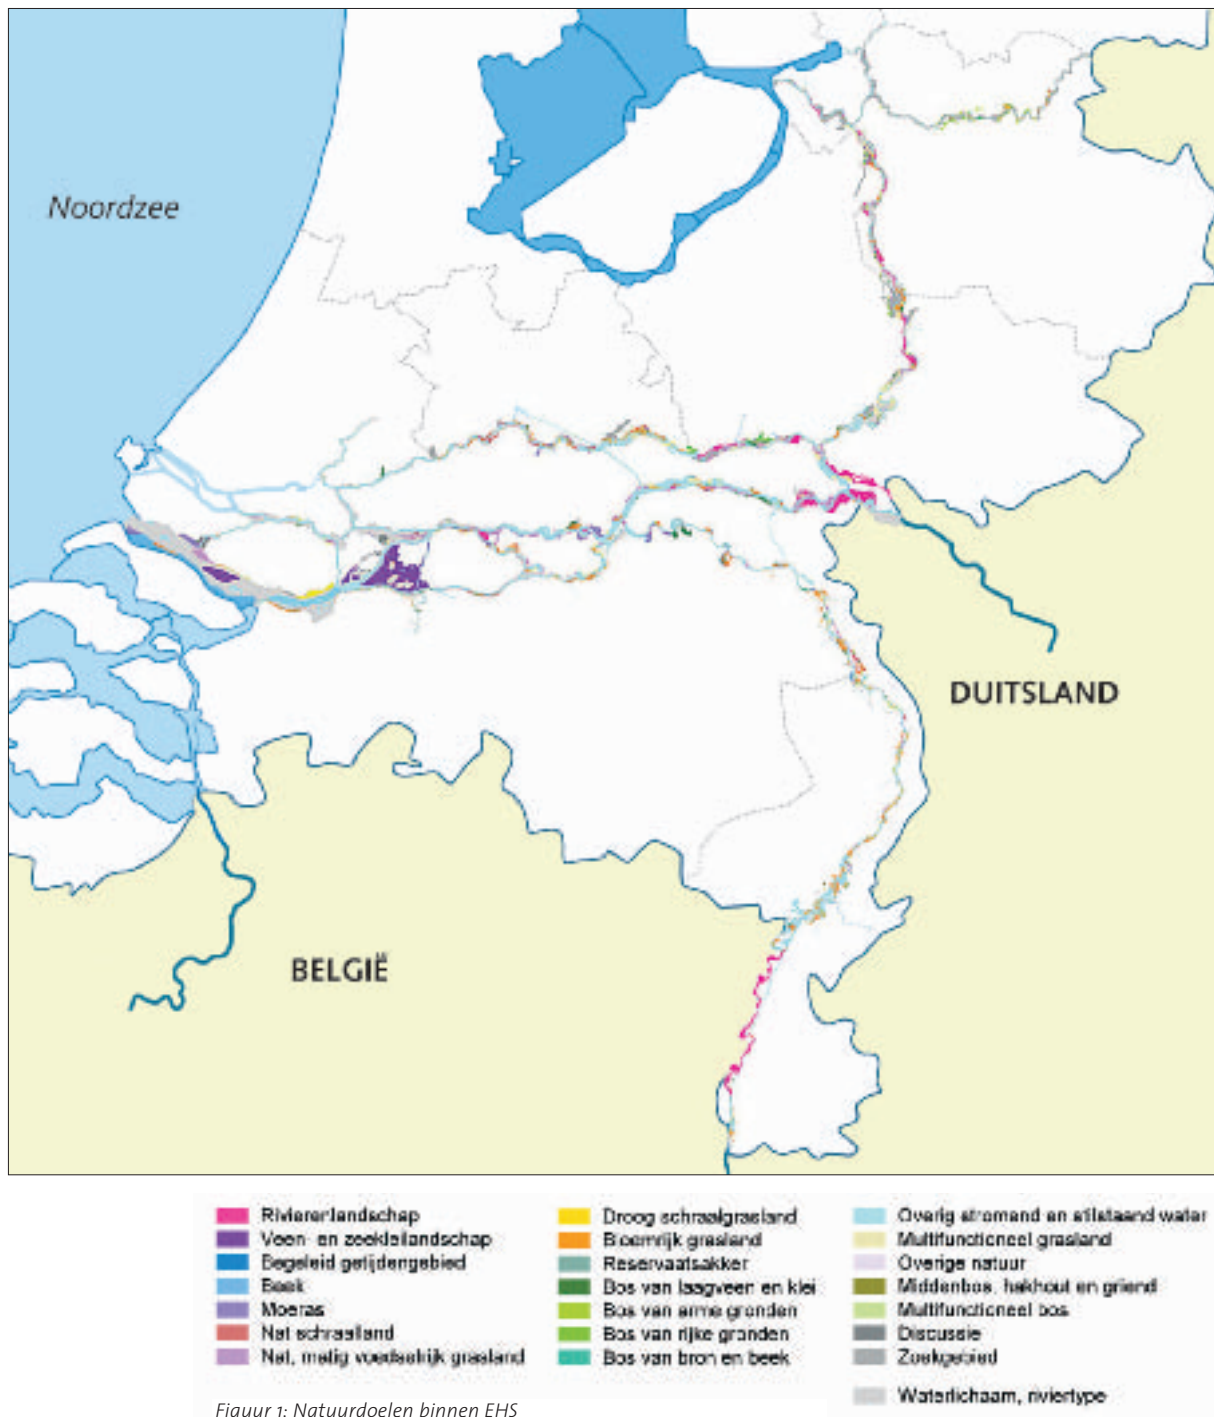 Noordzee
DUITSLAND
BELGIË
Rivierenlandschap
Veen- en zeekleilandschap
Begeleid getijdengebied
Beek
Moeras
Nat schraalland
Nat, matig voedselrijk grasland
Droog schraalgrasland
Bloemrijk grasland
Reservaatsakker
Bos van laagveen en klei
Bos van arme gronden
Bos van rijke gronden
Bos van bron en beek
Overig stromend en stilstaand water
Multifunctioneel grasland
Overige natuur
Middenbos, hakhout en griend
Multifunctioneel bos
Discussie
Zoekgebied
Waterlichaam, riviertype
Figuur 1: Natuurdoelen binnen EHS